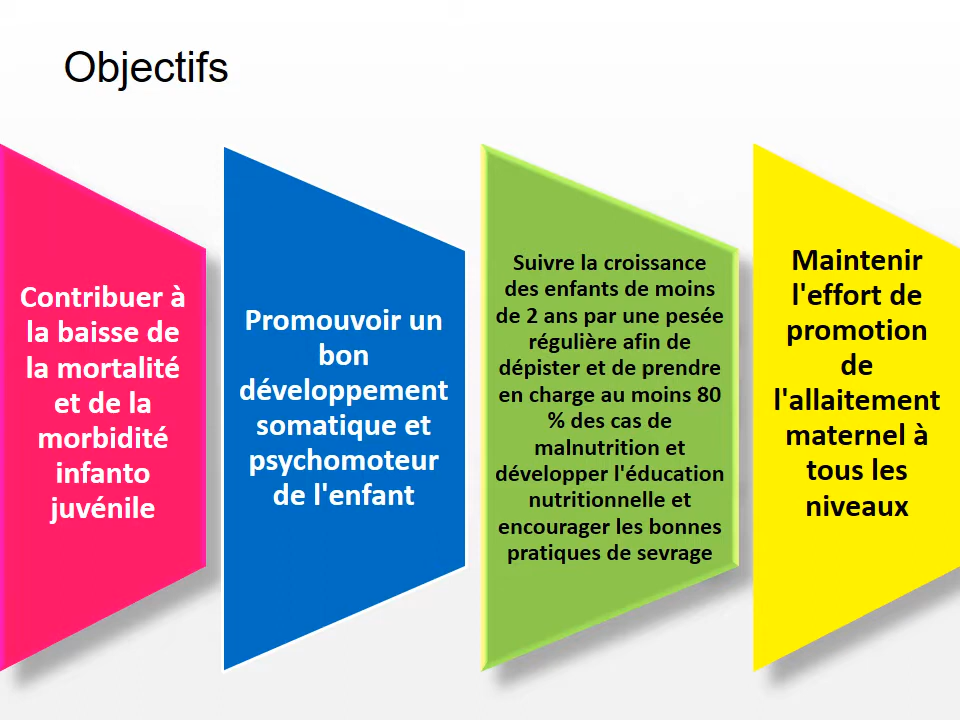 Objectifs
Contribuer à
la baisse de
la mortalité
et de la
morbidité
infanto
juvénile
Promouvoir un
bon
développement
somatique et
psychomoteur
de l'enfant
Suivre la croissance
des enfants de moins
de 2 ans par une pesée
régulière afin de
dépister et de prendre
en charge au moins 80
% des cas de
malnutrition et
développer l'éducation
nutritionnelle et
encourager les bonnes
pratiques de sevrage
Maintenir
l'effort de
promotion
de
l'allaitement
maternel à
tous les
niveaux